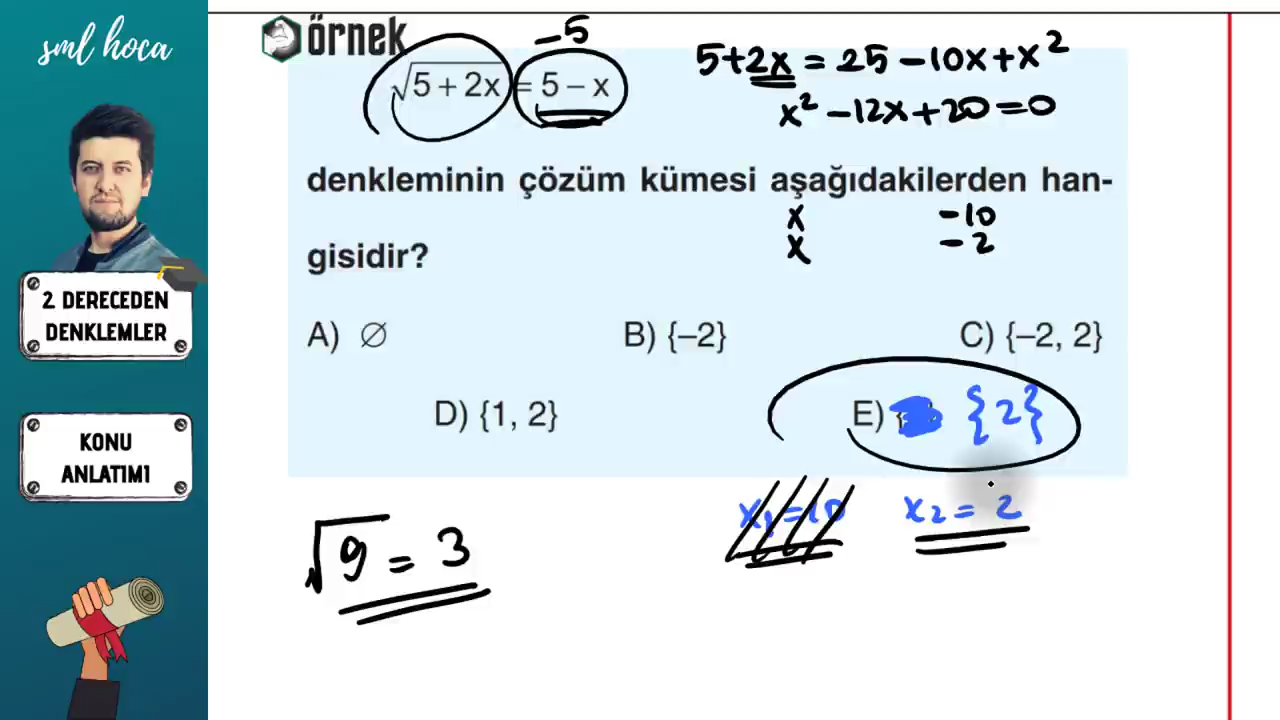 sml hoca
2. DERECEDEN
DENKLEMLER
KONU
ANLATIMI
örnek
−5
√5 + 2x = 5 − x
5+2x = 25 −10x+x²
x² −12x+20=0
denkleminin çözüm kümesi aşağıdakilerden han-
gisidir?
x −10
x −2
A) ∅ B) {–2} C) {–2, 2}
D) {1, 2} E) { {2}
x₁=10 x₂ = 2
√9 = 3